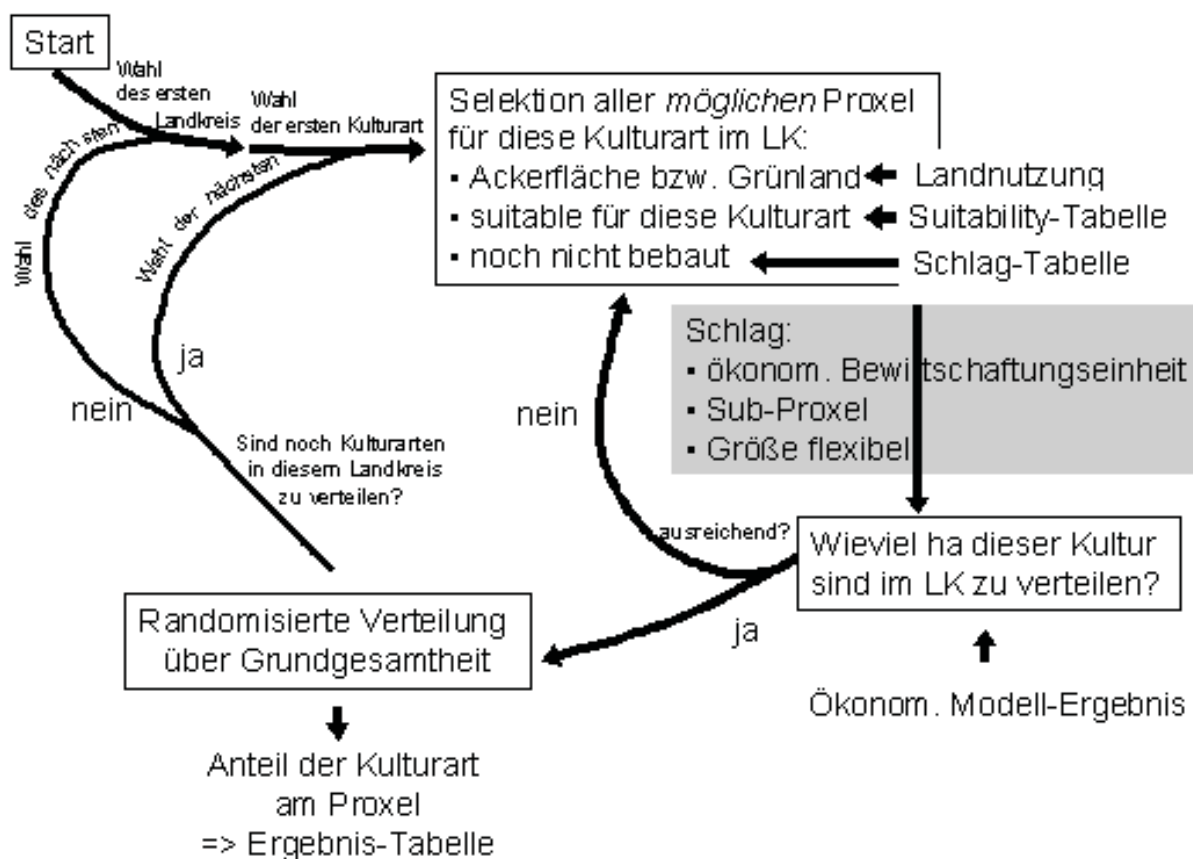 Start
Wahl
des ersten
Landkreis
Wahl
der ersten Kulturart
Wahl des nächsten
Wahl der nächsten
Selektion aller möglichen Proxel
für diese Kulturart im LK:
▪ Ackerfläche bzw. Grünland
▪ suitable für diese Kulturart
▪ noch nicht bebaut
Landnutzung
Suitability-Tabelle
Schlag-Tabelle
Schlag:
▪ ökonom. Bewirtschaftungseinheit
▪ Sub-Proxel
▪ Größe flexibel
ja
nein
nein
Sind noch Kulturarten
in diesem Landkreis
zu verteilen?
ausreichend?
Wieviel ha dieser Kultur
sind im LK zu verteilen?
ja
Randomisierte Verteilung
über Grundgesamtheit
Ökonom. Modell-Ergebnis
Anteil der Kulturart
am Proxel
=> Ergebnis-Tabelle